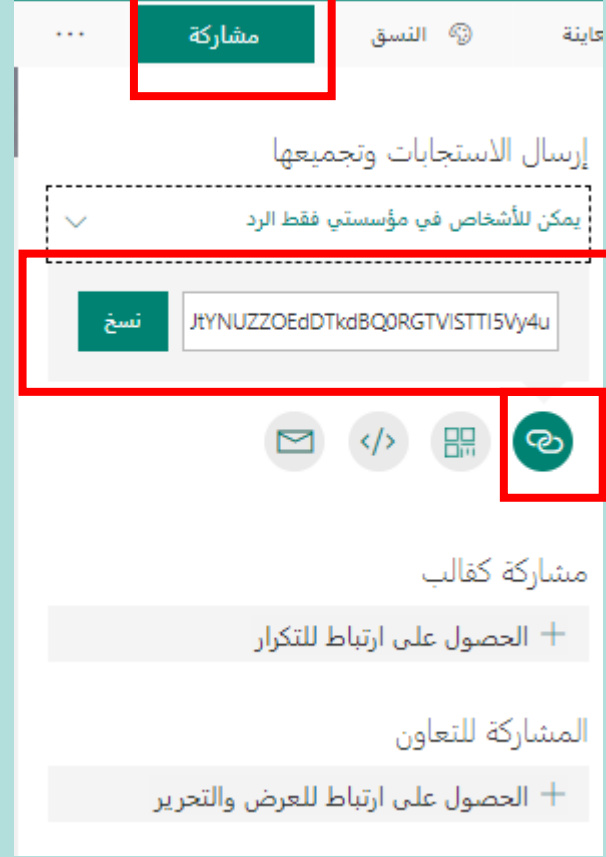 معاينة النسق مشاركة ...
إرسال الاستجابات وتجميعها
يمكن للأشخاص في مؤسستي فقط الرد
JtYNUZZOEdDTkdBQ0RGTVlSTTI5Vy4u نسخ
</>
مشاركة كقالب
+ الحصول على ارتباط للتكرار
المشاركة للتعاون
+ الحصول على ارتباط للعرض والتحرير